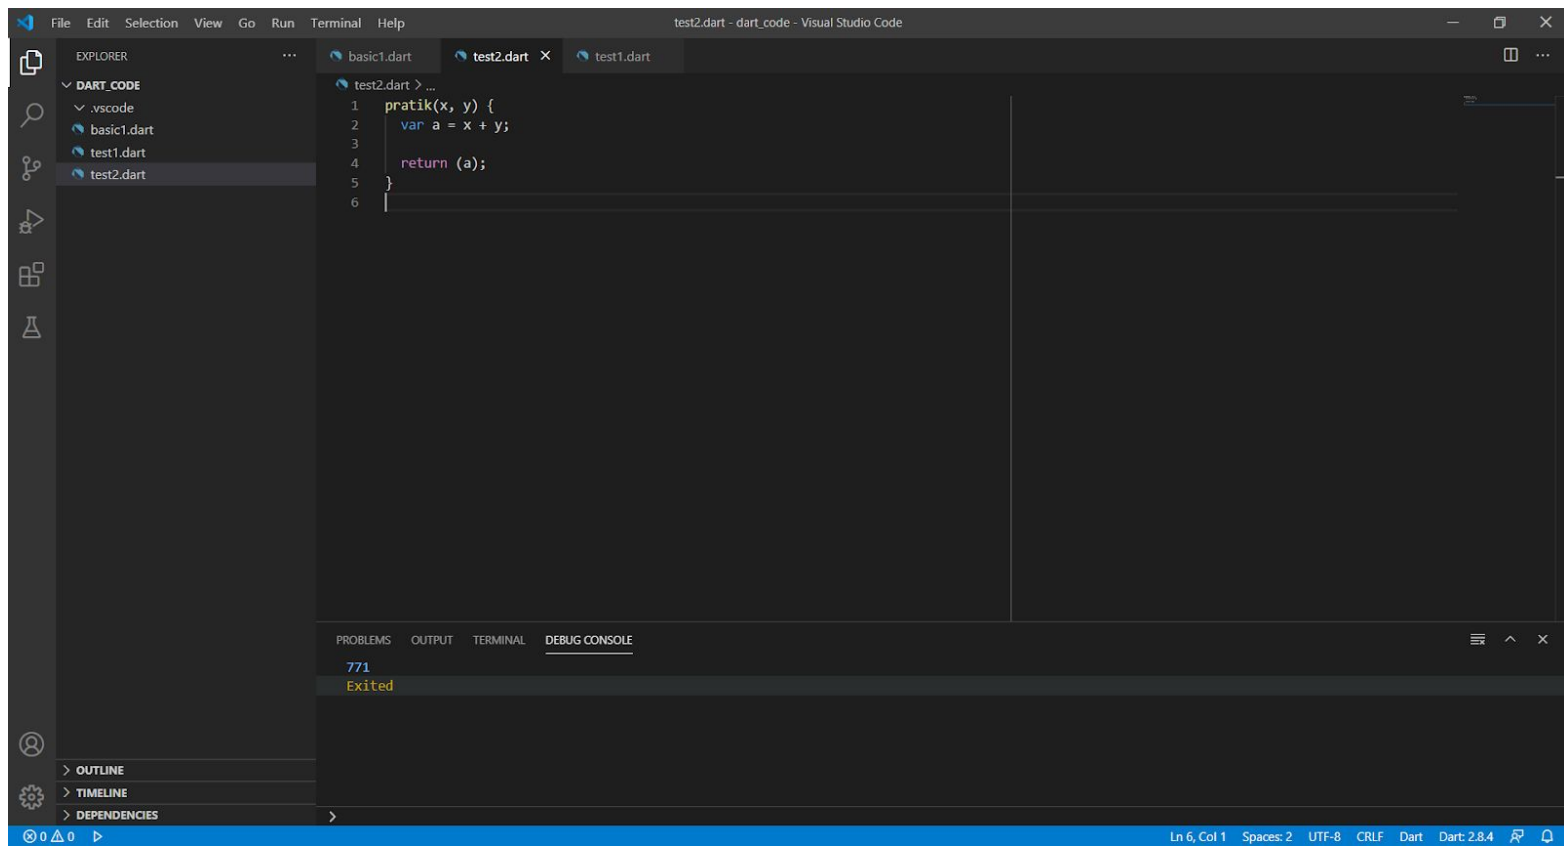 File Edit Selection View Go Run Terminal Help test2.dart - dart_code - Visual Studio Code
EXPLORER
DART_CODE
.vscode
basic1.dart
test1.dart
test2.dart
OUTLINE
TIMELINE
DEPENDENCIES
basic1.dart test2.dart test1.dart
test2.dart > ...
1 pratik(x, y) {
2 var a = x + y;
3
4 return (a);
5 }
6
PROBLEMS OUTPUT TERMINAL DEBUG CONSOLE
771
Exited
0 0 Ln 6, Col 1 Spaces: 2 UTF-8 CRLF Dart Dart: 2.8.4